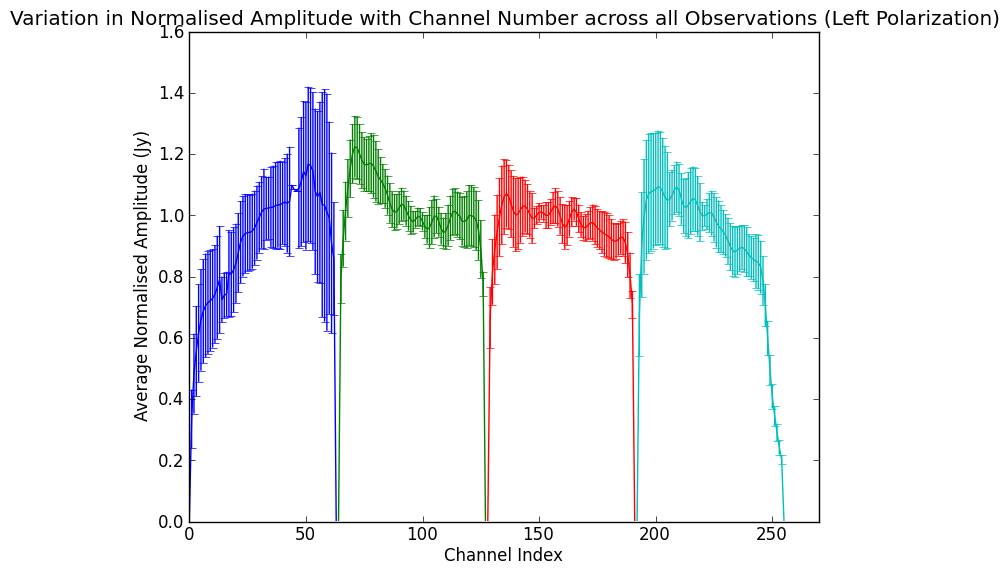 Variation in Normalised Amplitude with Channel Number across all Observations (Left Polarization)
1.6
1.4
1.2
1.0
0.8
0.6
0.4
0.2
0.0
Average Normalised Amplitude (Jy)
0 50 100 150 200 250
Channel Index